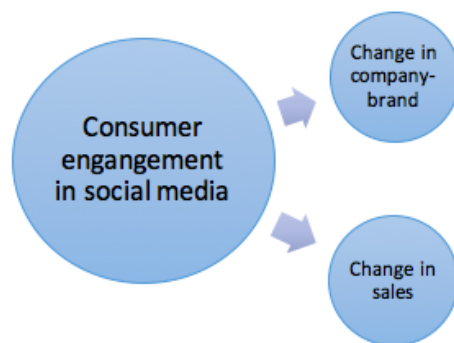 Consumer
engangement
in social media
Change in
company-
brand
Change in
sales